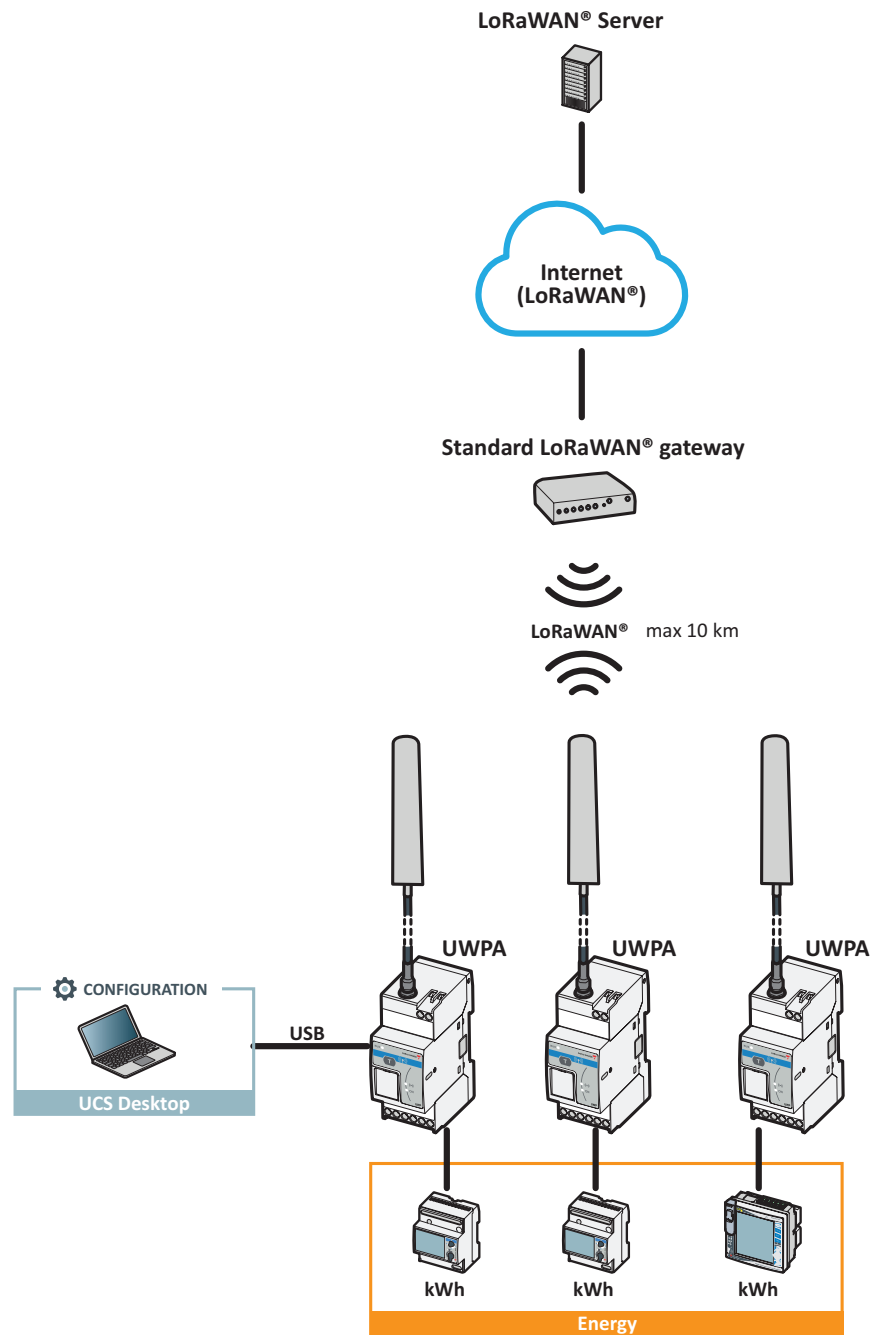 LoRaWAN® Server
Internet
(LoRaWAN®)
Standard LoRaWAN® gateway
LoRaWAN® max 10 km
UWPA
UWPA
UWPA
CONFIGURATION
USB
UCS Desktop
kWh
kWh
kWh
Energy